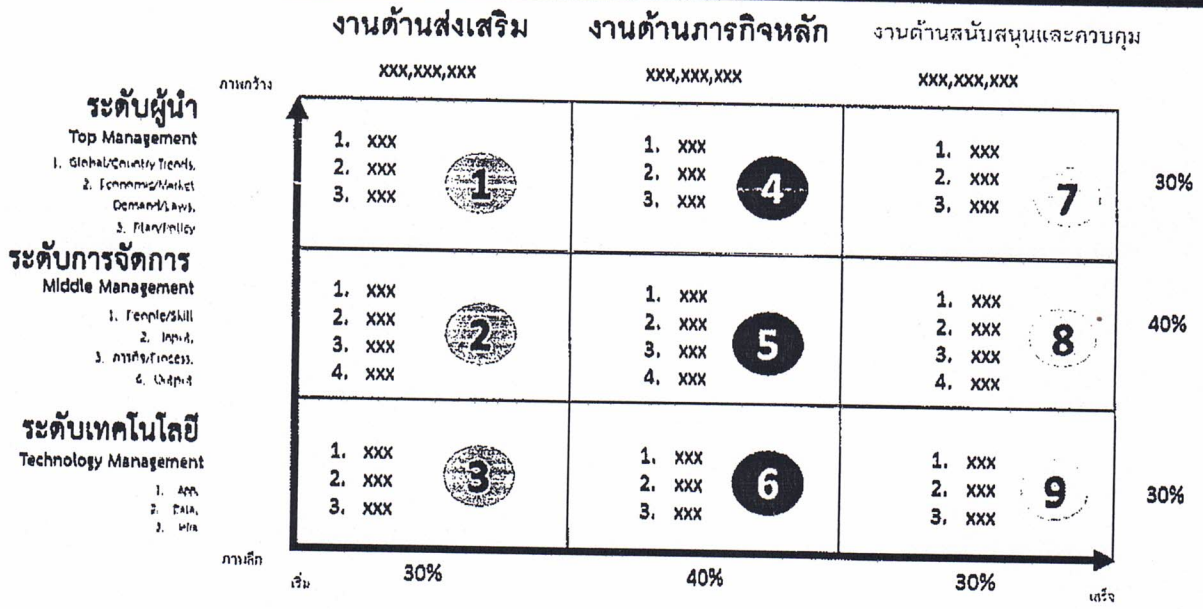 งานด้านส่งเสริม งานด้านภารกิจหลัก งานด้านสนับสนุนและควบคุม
xxx,xxx,xxx xxx,xxx,xxx xxx,xxx,xxx
ภาพกว้าง
ระดับผู้นำ
Top Management
1. Global/Country Trends,
2. Economic/Market
Demand/Laws,
3. Plan/Policy
1. xxx
2. xxx
3. xxx
1
1. xxx
2. xxx
3. xxx
4
1. xxx
2. xxx
3. xxx
7
30%
ระดับการจัดการ
Middle Management
1. People/Skill
2. Input,
3. ภารกิจ/Process,
4. Output
1. xxx
2. xxx
3. xxx
4. xxx
2
1. xxx
2. xxx
3. xxx
4. xxx
5
1. xxx
2. xxx
3. xxx
4. xxx
8
40%
ระดับเทคโนโลยี
Technology Management
1. App,
2. Data,
3. Infra
1. xxx
2. xxx
3. xxx
3
1. xxx
2. xxx
3. xxx
6
1. xxx
2. xxx
3. xxx
9
30%
ภาพลึก
เริ่ม 30% 40% 30% เสร็จ